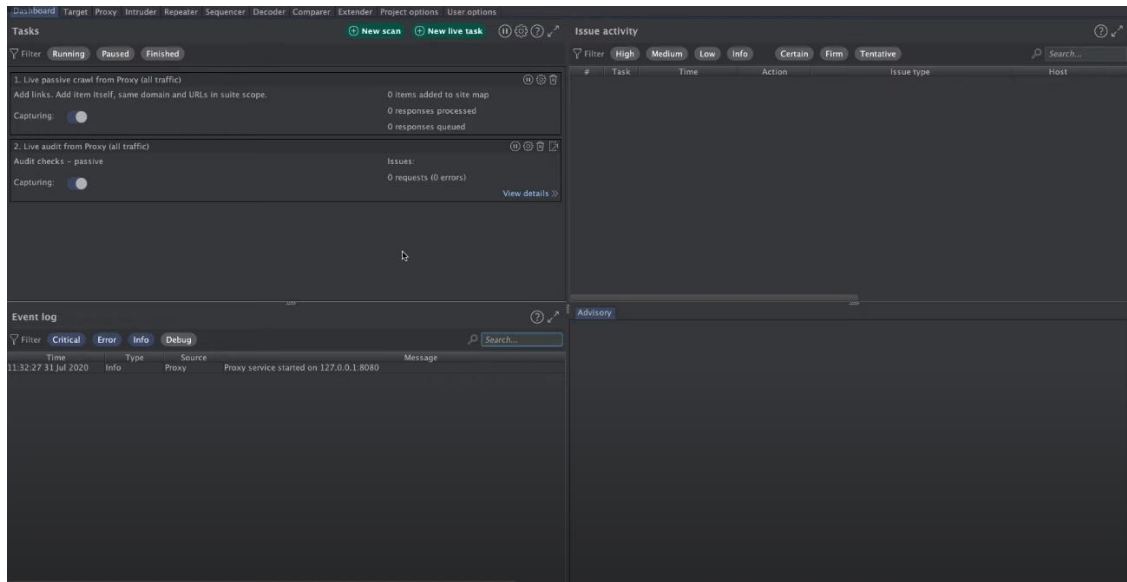 Dashboard Target Proxy Intruder Repeater Sequencer Decoder Comparer Extender Project options User options
Tasks
New scan New live task
Filter Running Paused Finished
1. Live passive crawl from Proxy (all traffic)
Add links. Add item itself, same domain and URLs in suite scope.
0 items added to site map
Capturing:
0 responses processed
0 responses queued
2. Live audit from Proxy (all traffic)
Audit checks - passive
Issues:
Capturing:
0 requests (0 errors)
View details
Issue activity
Filter High Medium Low Info Certain Firm Tentative Search...
# Task Time Action Issue type Host
Event log
Filter Critical Error Info Debug Search...
Time Type Source Message
11:32:27 31 Jul 2020 Info Proxy Proxy service started on 127.0.0.1:8080
Advisory